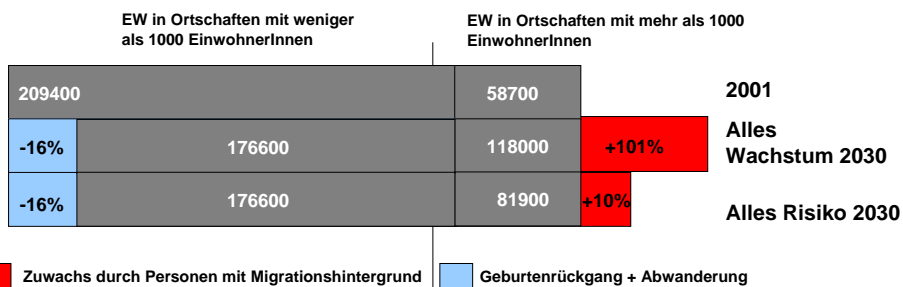 EW in Ortschaften mit weniger
als 1000 EinwohnerInnen
EW in Ortschaften mit mehr als 1000
EinwohnerInnen
209400
58700
2001
-16%
176600
118000
+101%
Alles
Wachstum 2030
-16%
176600
81900
+10%
Alles Risiko 2030
Zuwachs durch Personen mit Migrationshintergrund
Geburtenrückgang + Abwanderung